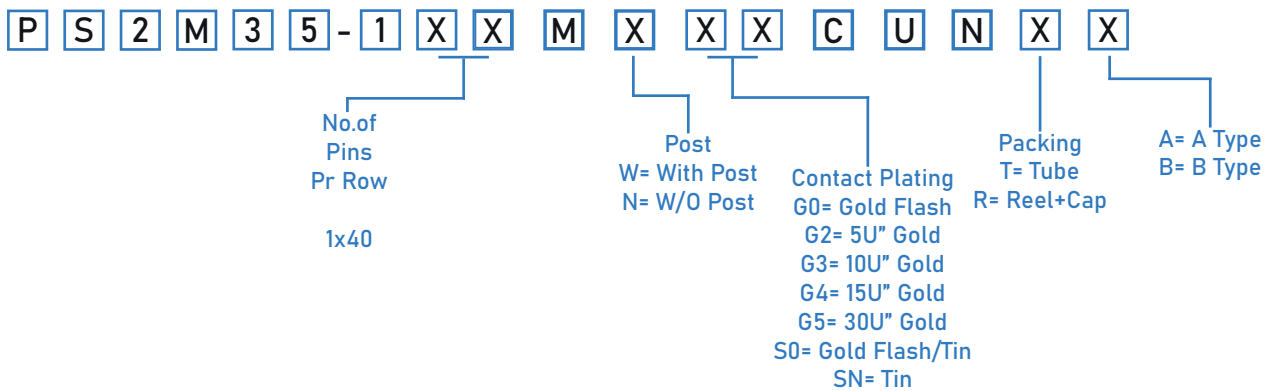 P S 2 M 3 5 - 1 X X M X X X C U N X X
No.of
Pins
Pr Row
1x40
Post
W= With Post
N= W/O Post
Contact Plating
G0= Gold Flash
G2= 5U" Gold
G3= 10U" Gold
G4= 15U" Gold
G5= 30U" Gold
S0= Gold Flash/Tin
SN= Tin
Packing
T= Tube
R= Reel+Cap
A= A Type
B= B Type